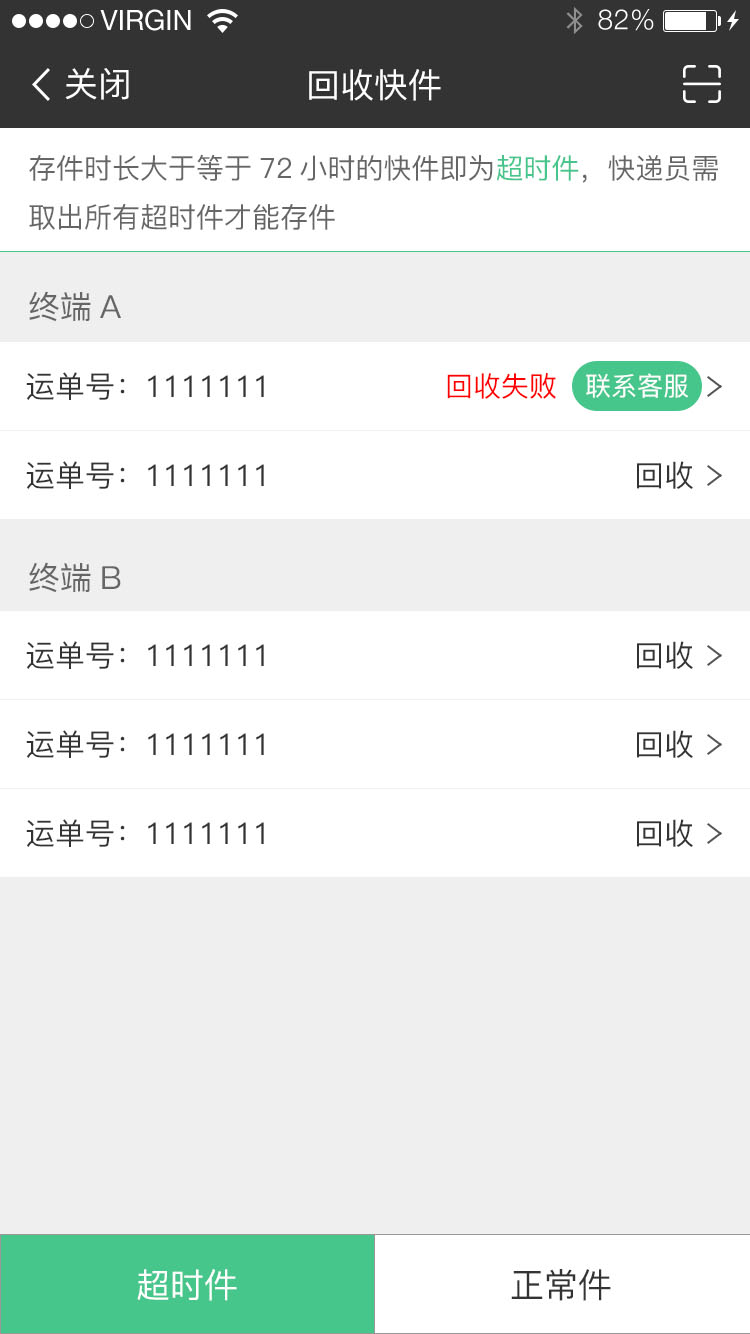 VIRGIN 82%
关闭 回收快件
存件时长大于等于 72 小时的快件即为超时件，快递员需
取出所有超时件才能存件
终端 A
运单号：1111111 回收失败 联系客服
运单号：1111111 回收
终端 B
运单号：1111111 回收
运单号：1111111 回收
运单号：1111111 回收
超时件 正常件